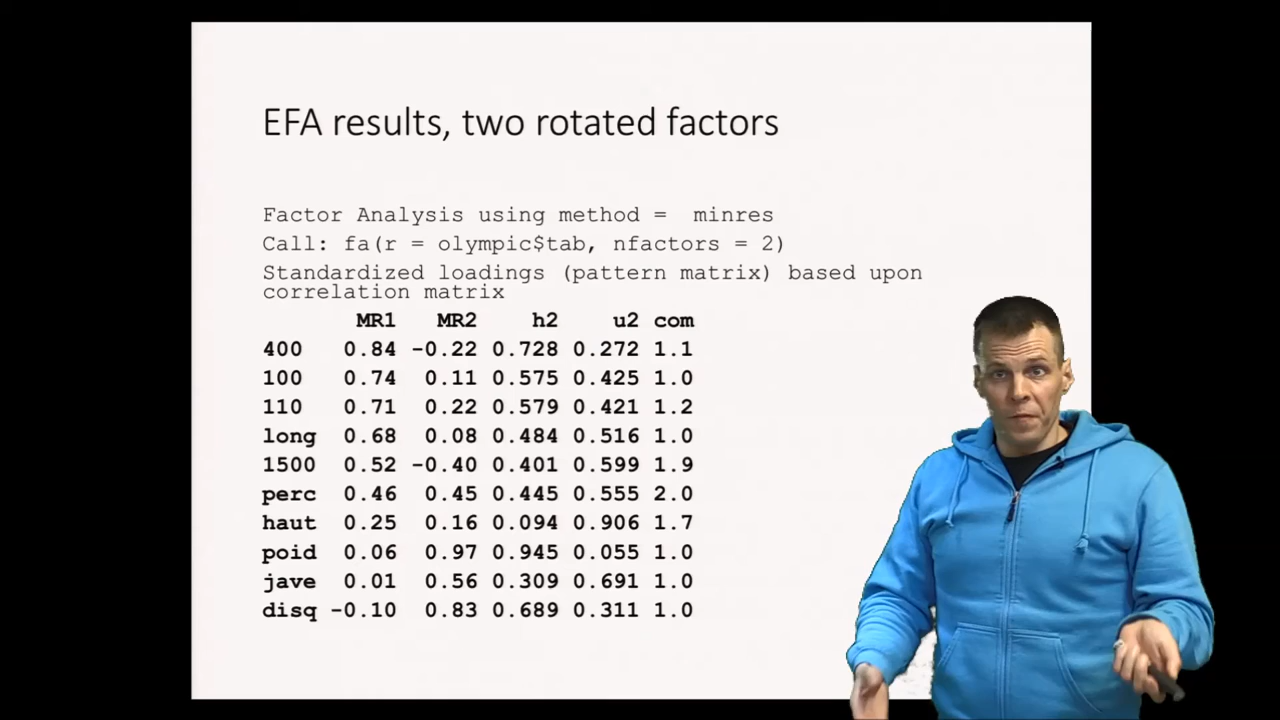 EFA results, two rotated factors
Factor Analysis using method = minres
Call: fa(r = olympic$tab, nfactors = 2)
Standardized loadings (pattern matrix) based upon
correlation matrix
MR1 MR2 h2 u2 com
400 0.84 -0.22 0.728 0.272 1.1
100 0.74 0.11 0.575 0.425 1.0
110 0.71 0.22 0.579 0.421 1.2
long 0.68 0.08 0.484 0.516 1.0
1500 0.52 -0.40 0.401 0.599 1.9
perc 0.46 0.45 0.445 0.555 2.0
haut 0.25 0.16 0.094 0.906 1.7
poid 0.06 0.97 0.945 0.055 1.0
jave 0.01 0.56 0.309 0.691 1.0
disq -0.10 0.83 0.689 0.311 1.0